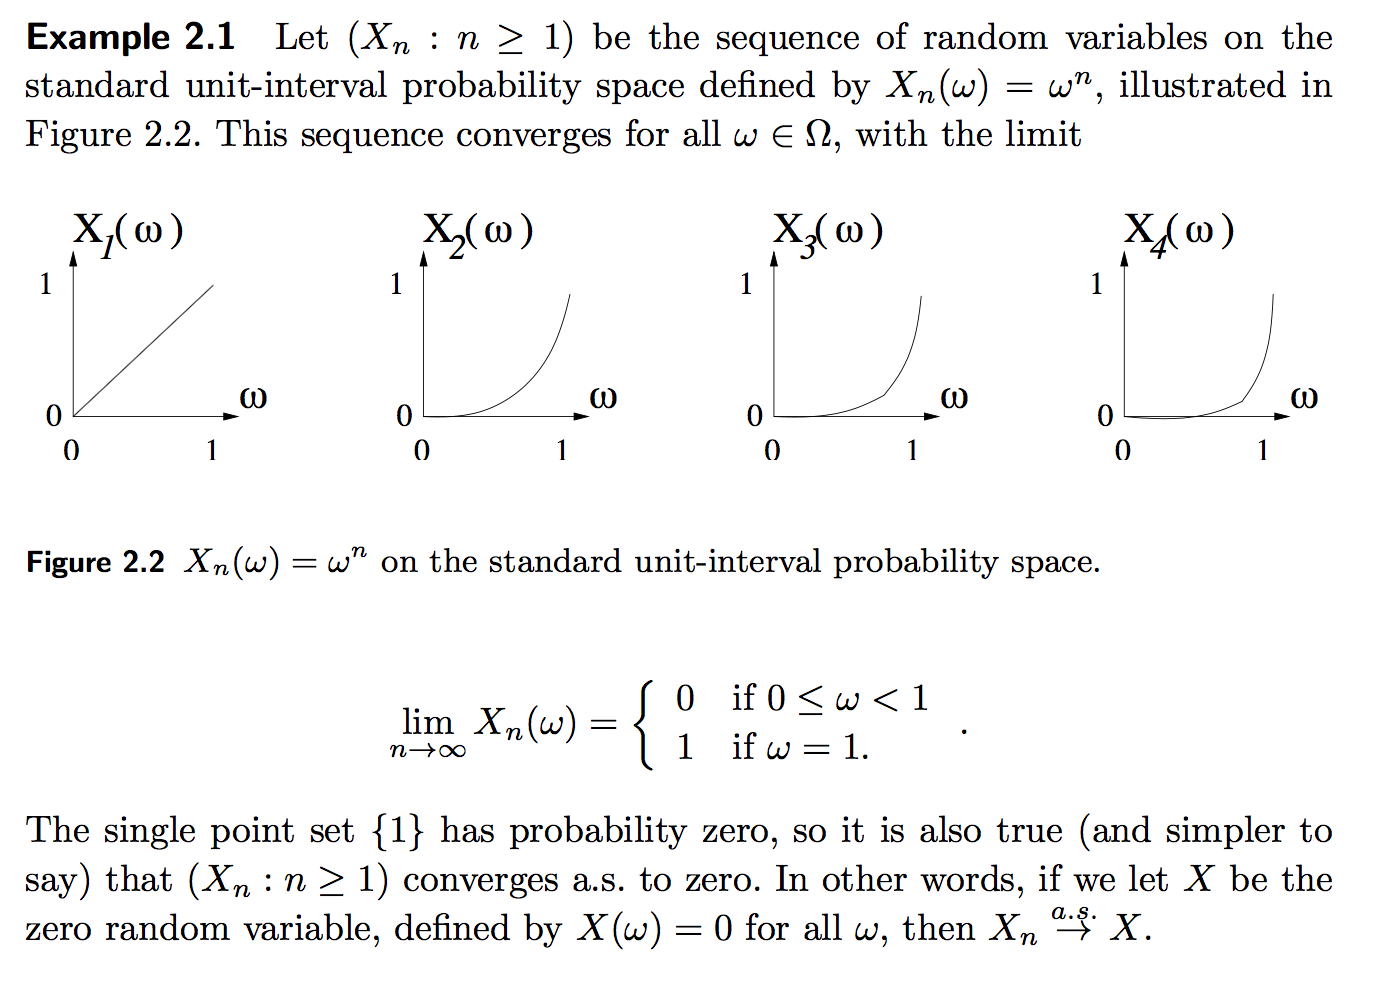 Example 2.1 Let (Xₙ : n ≥ 1) be the sequence of random variables on the
standard unit-interval probability space defined by Xₙ(ω) = ωⁿ, illustrated in
Figure 2.2. This sequence converges for all ω ∈ Ω, with the limit
X₁(ω) X₂(ω) X₃(ω) X₄(ω)
1 1 1 1
ω ω ω ω
0 0 0 0
0 1 0 1 0 1 0 1
Figure 2.2 Xₙ(ω) = ωⁿ on the standard unit-interval probability space.
lim n→∞ Xₙ(ω) = { 0 if 0 ≤ ω < 1
1 if ω = 1. .
The single point set {1} has probability zero, so it is also true (and simpler to
say) that (Xₙ : n ≥ 1) converges a.s. to zero. In other words, if we let X be the
zero random variable, defined by X(ω) = 0 for all ω, then Xₙ a.s.→ X.